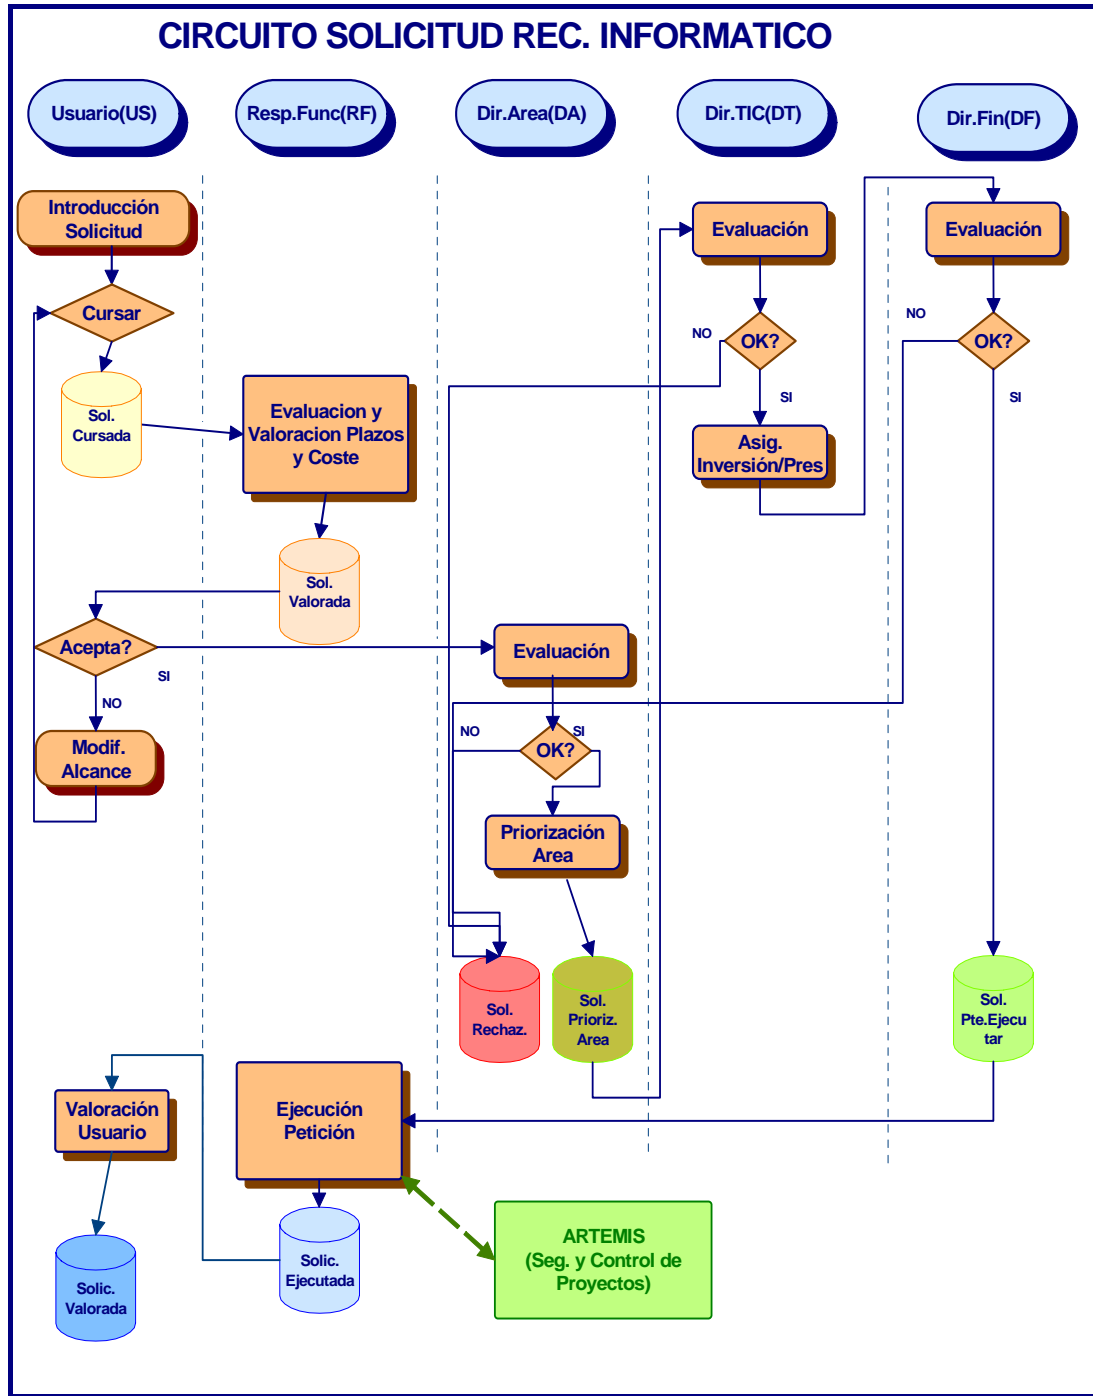 CIRCUITO SOLICITUD REC. INFORMATICO
Usuario(US)
Resp.Func(RF)
Dir.Area(DA)
Dir.TIC(DT)
Dir.Fin(DF)
Introducción
Solicitud
Evaluación
Evaluación
Cursar
NO
OK?
NO
OK?
SI
SI
Sol.
Cursada
Evaluacion y
Valoracion Plazos
y Coste
Asig.
Inversión/Pres
Sol.
Valorada
Acepta?
SI
NO
Evaluación
Modif.
Alcance
NO
SI
OK?
Priorización
Area
Sol.
Rechaz.
Sol.
Prioriz.
Area
Sol.
Pte.Ejecu
tar
Valoración
Usuario
Ejecución
Petición
Solic.
Valorada
Solic.
Ejecutada
ARTEMIS
(Seg. y Control de
Proyectos)